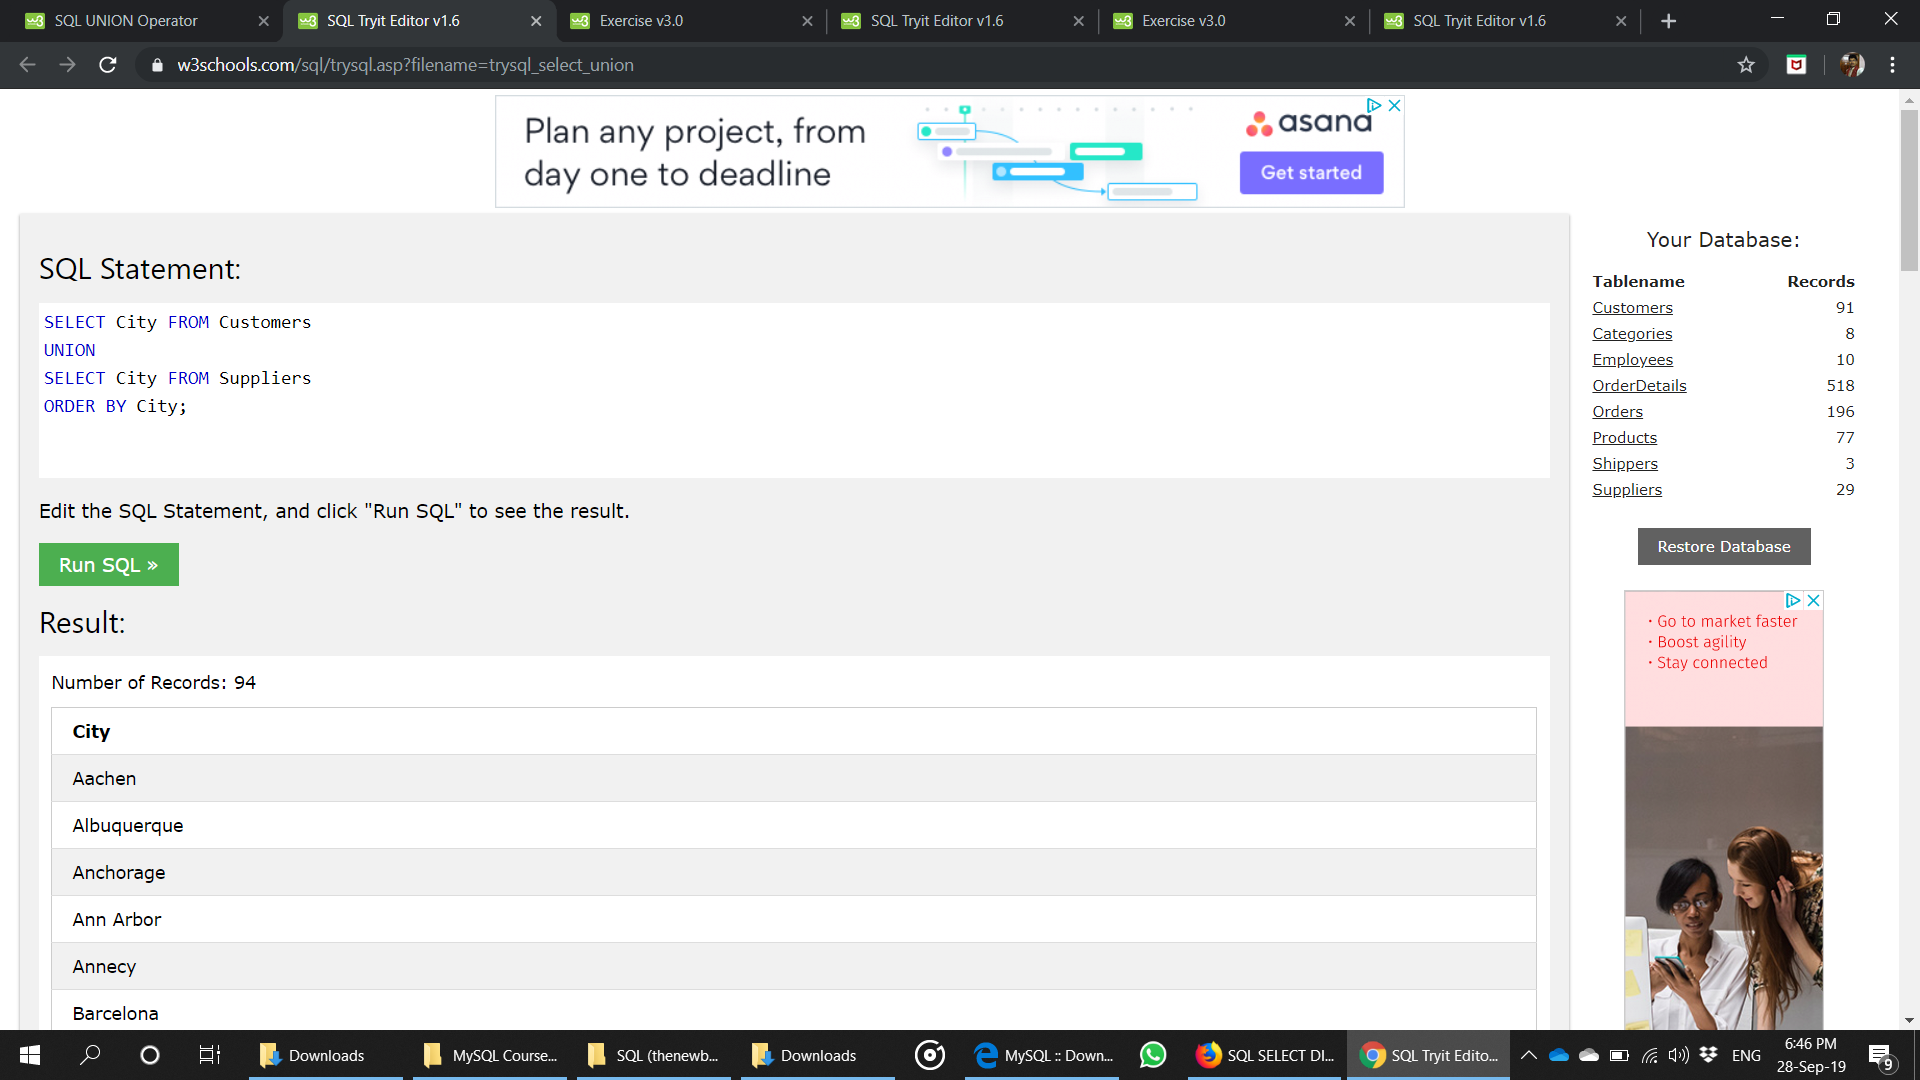 SQL UNION Operator
SQL Tryit Editor v1.6
Exercise v3.0
SQL Tryit Editor v1.6
Exercise v3.0
SQL Tryit Editor v1.6
w3schools.com/sql/trysql.asp?filename=trysql_select_union
Plan any project, from
day one to deadline
asana
Get started
SQL Statement:
SELECT City FROM Customers
UNION
SELECT City FROM Suppliers
ORDER BY City;
Edit the SQL Statement, and click "Run SQL" to see the result.
Run SQL »
Result:
Number of Records: 94
City
Aachen
Albuquerque
Anchorage
Ann Arbor
Annecy
Barcelona
Your Database:
Tablename Records
Customers 91
Categories 8
Employees 10
OrderDetails 518
Orders 196
Products 77
Shippers 3
Suppliers 29
Restore Database
· Go to market faster
· Boost agility
· Stay connected
Downloads
MySQL Course...
SQL (thenewb...
Downloads
MySQL :: Down...
SQL SELECT DI...
SQL Tryit Edito...
ENG
6:46 PM
28-Sep-19
9